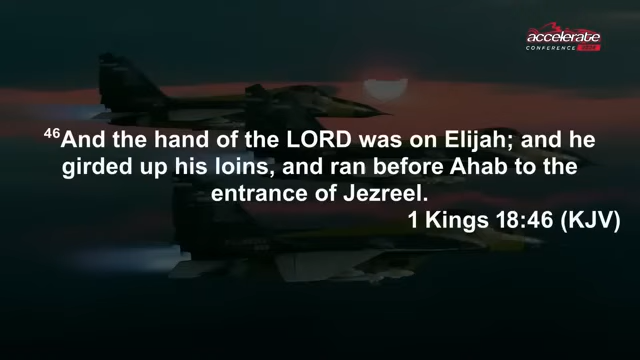 accelerate
CONFERENCE
46And the hand of the LORD was on Elijah; and he
girded up his loins, and ran before Ahab to the
entrance of Jezreel.
1 Kings 18:46 (KJV)